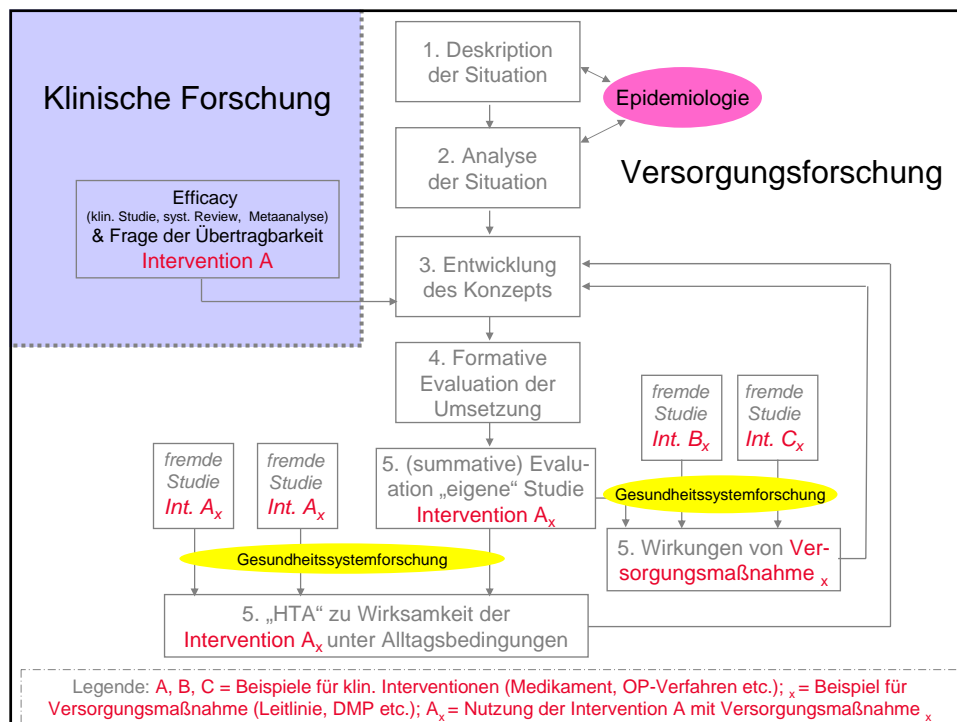 Klinische Forschung
1. Deskription
der Situation
Epidemiologie
2. Analyse
der Situation
Versorgungsforschung
Efficacy
(klin. Studie, syst. Review, Metaanalyse)
& Frage der Übertragbarkeit
Intervention A
3. Entwicklung
des Konzepts
4. Formative
Evaluation der
Umsetzung
fremde
Studie
Int. Bx
fremde
Studie
Int. Cx
fremde
Studie
Int. Ax
fremde
Studie
Int. Ax
5. (summative) Evalu-
ation „eigene“ Studie
Intervention Ax
Gesundheitssystemforschung
5. Wirkungen von Ver-
sorgungsmaßnahme x
Gesundheitssystemforschung
5. „HTA“ zu Wirksamkeit der
Intervention Ax unter Alltagsbedingungen
Legende: A, B, C = Beispiele für klin. Interventionen (Medikament, OP-Verfahren etc.); x = Beispiel für
Versorgungsmaßnahme (Leitlinie, DMP etc.); Ax = Nutzung der Intervention A mit Versorgungsmaßnahme x